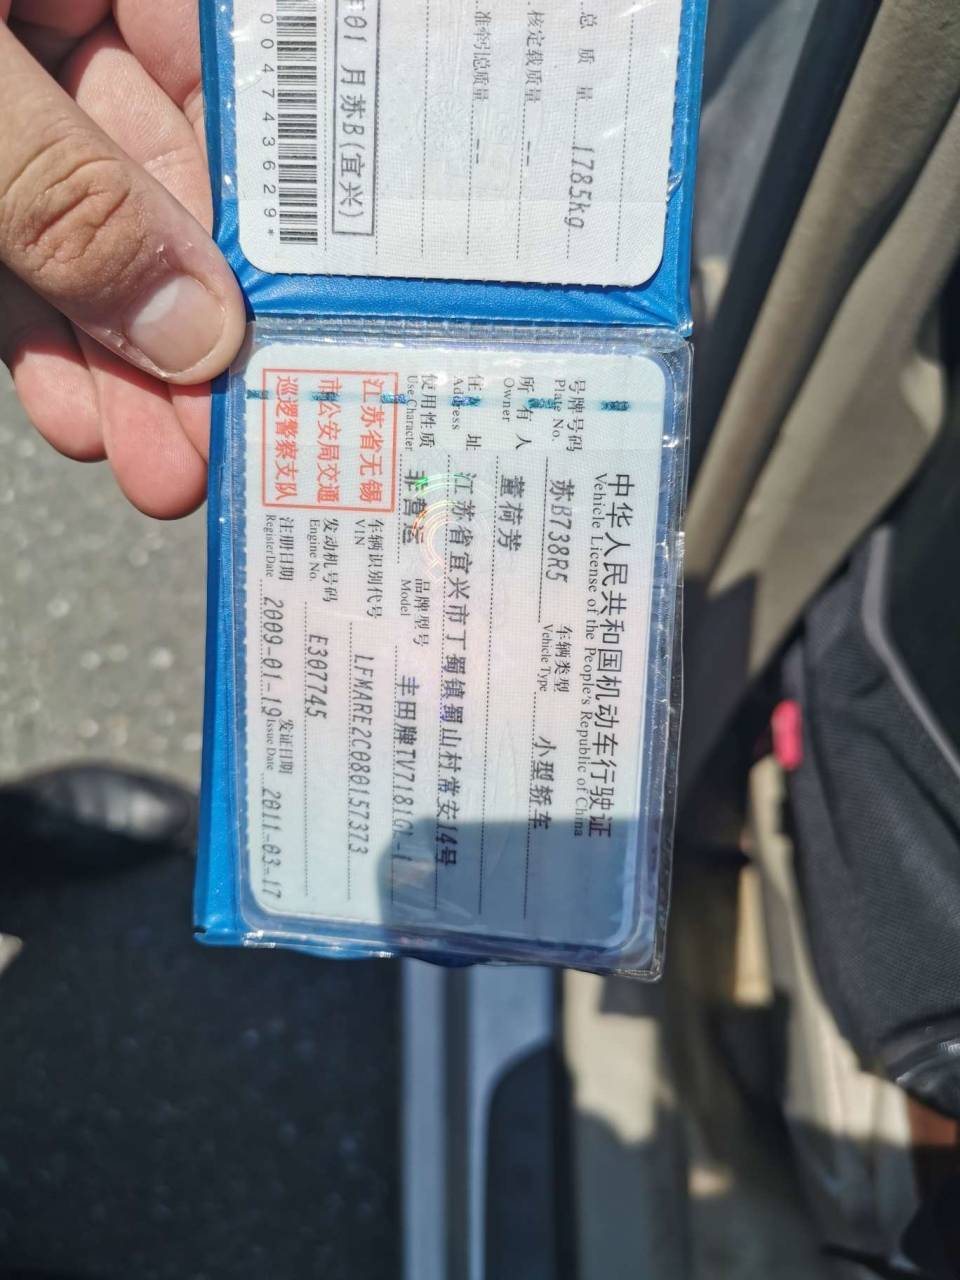 总 质 量 1785kg
核定载质量 --
准牵引总质量 --
月苏B(宜兴)
004743629*
中华人民共和国机动车行驶证
Vehicle License of the People's Republic of China
号牌号码 苏B738R5 车辆类型 小型轿车
Plate No. Vehicle Type
所 有 人 董荷芳
Owner
住 址 江苏省宜兴市丁蜀镇蜀山村常安14号
Address
使用性质 非营运 品牌型号 丰田牌TV7181GL-1
Use Character Model
江苏省无锡
市公安局交通
巡逻警察支队
车辆识别代号 LFMARE2C080157373
VIN
发动机号码 E307745
Engine No.
注册日期 2009-01-19 发证日期 2011-03-17
Register Date Issue Date